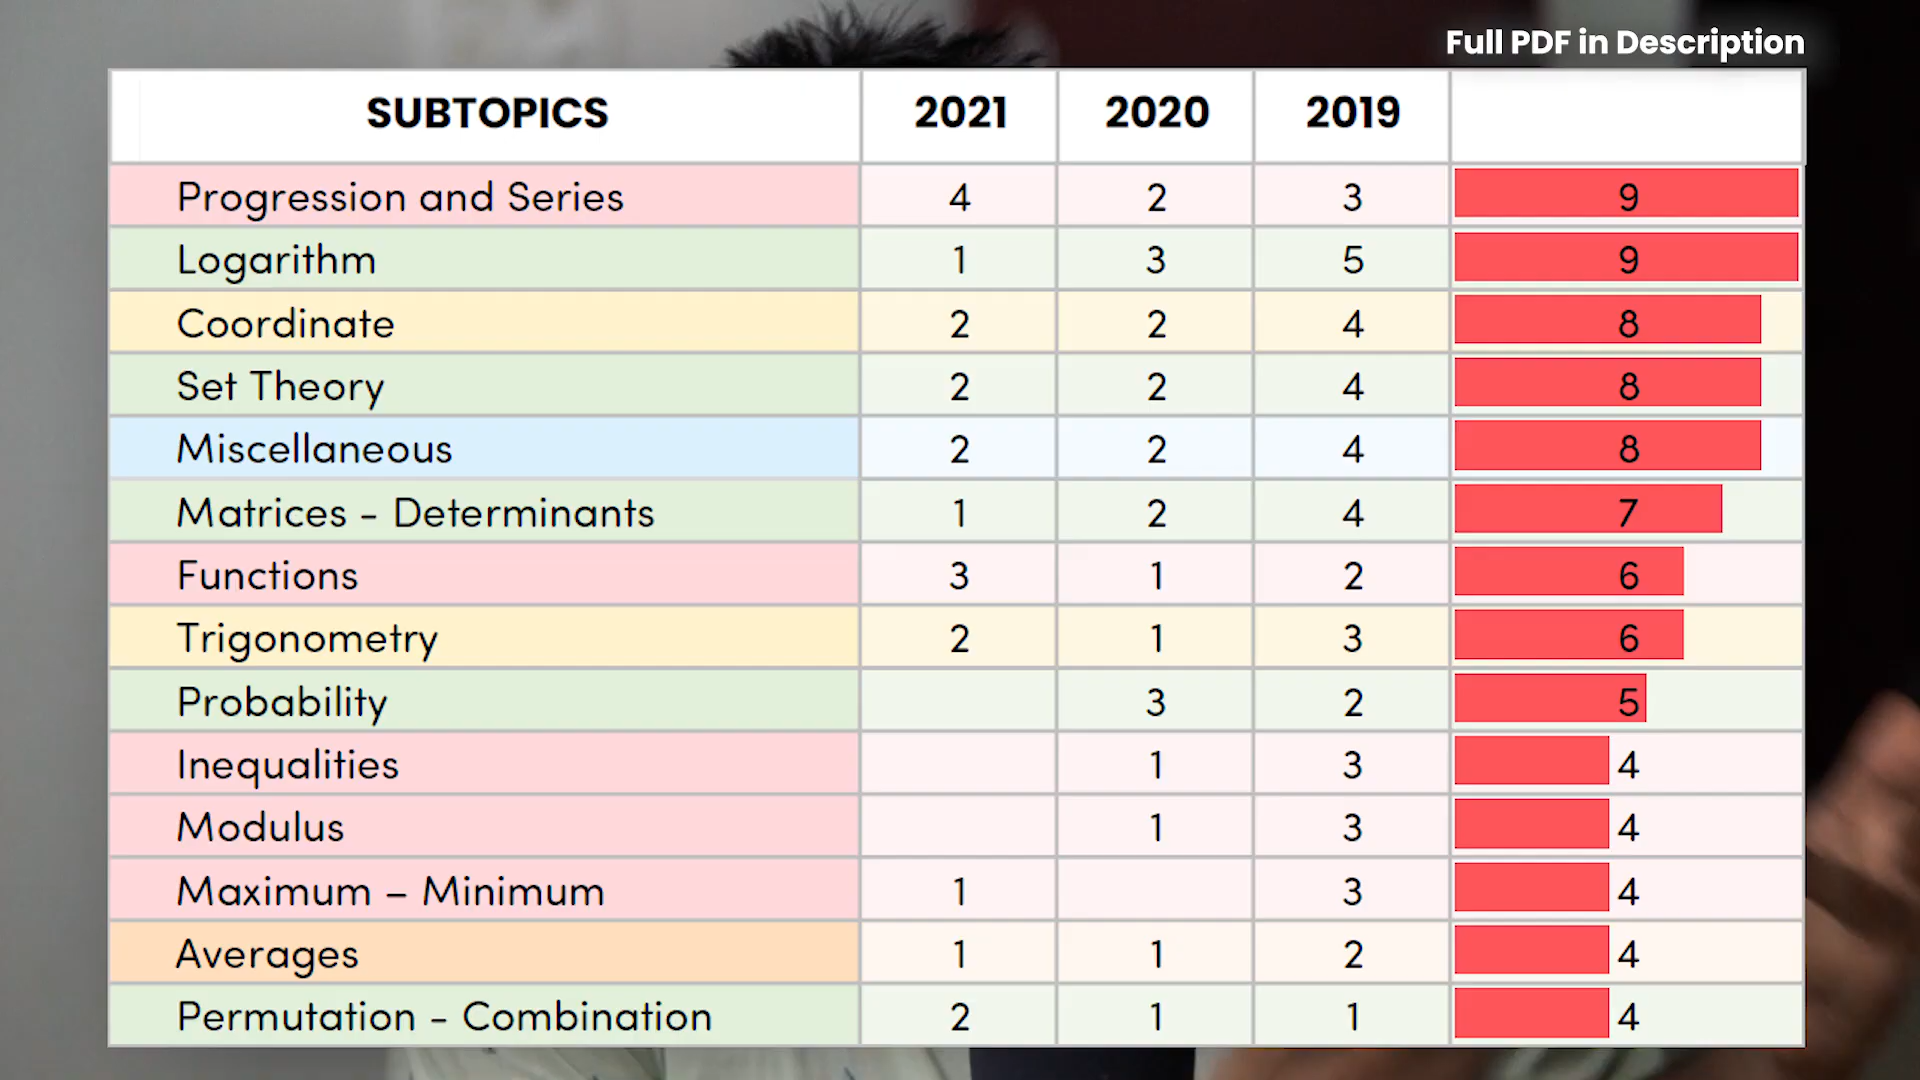 Full PDF in Description
SUBTOPICS 2021 2020 2019
Progression and Series 4 2 3 9
Logarithm 1 3 5 9
Coordinate 2 2 4 8
Set Theory 2 2 4 8
Miscellaneous 2 2 4 8
Matrices - Determinants 1 2 4 7
Functions 3 1 2 6
Trigonometry 2 1 3 6
Probability 3 2 5
Inequalities 1 3 4
Modulus 1 3 4
Maximum – Minimum 1 3 4
Averages 1 1 2 4
Permutation - Combination 2 1 1 4